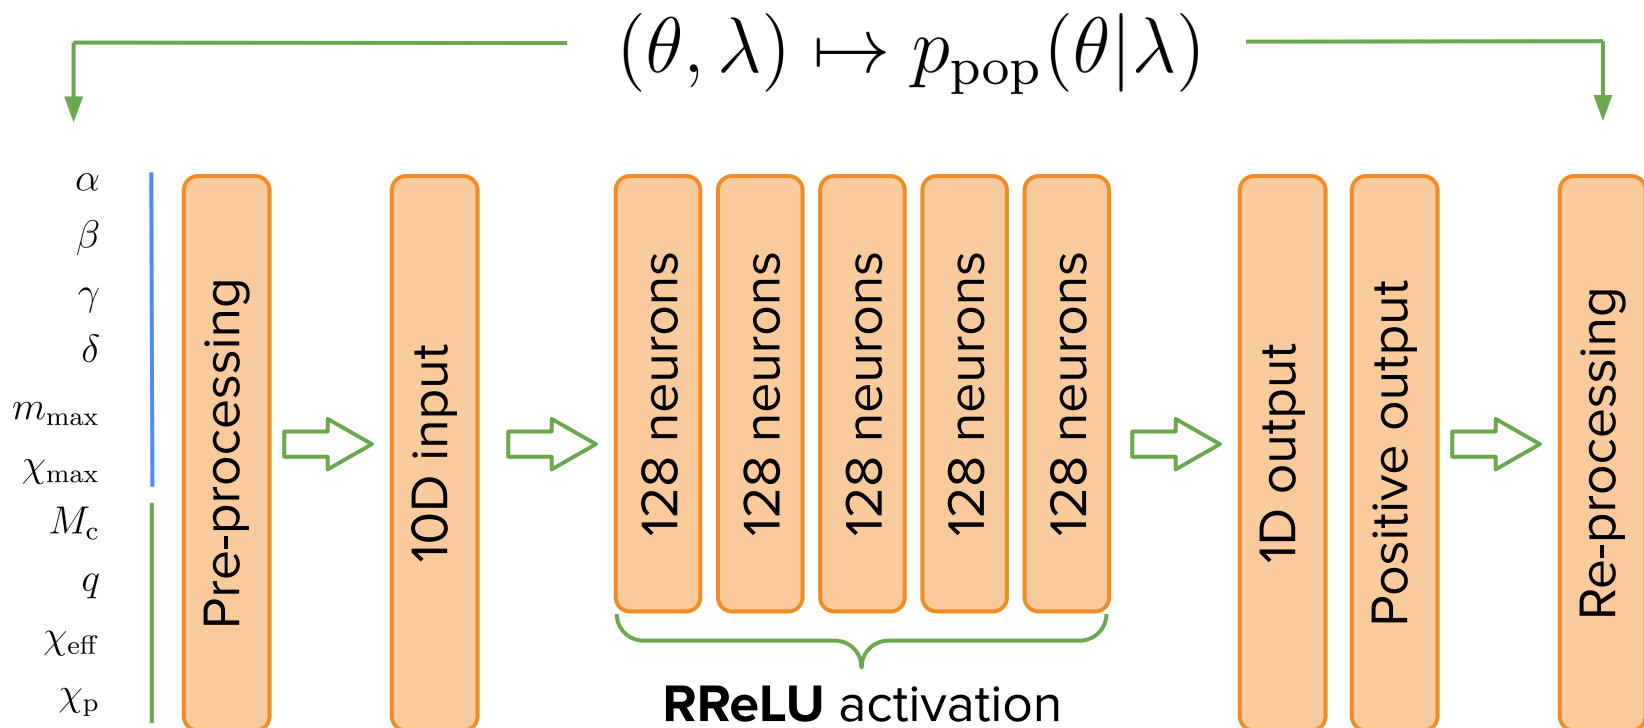 (θ, λ) ↦ p_pop(θ|λ)
α
β
γ
δ
m_max
χ_max
M_c
q
χ_eff
χ_p
Pre-processing
10D input
128 neurons
128 neurons
128 neurons
128 neurons
128 neurons
RReLU activation
1D output
Positive output
Re-processing